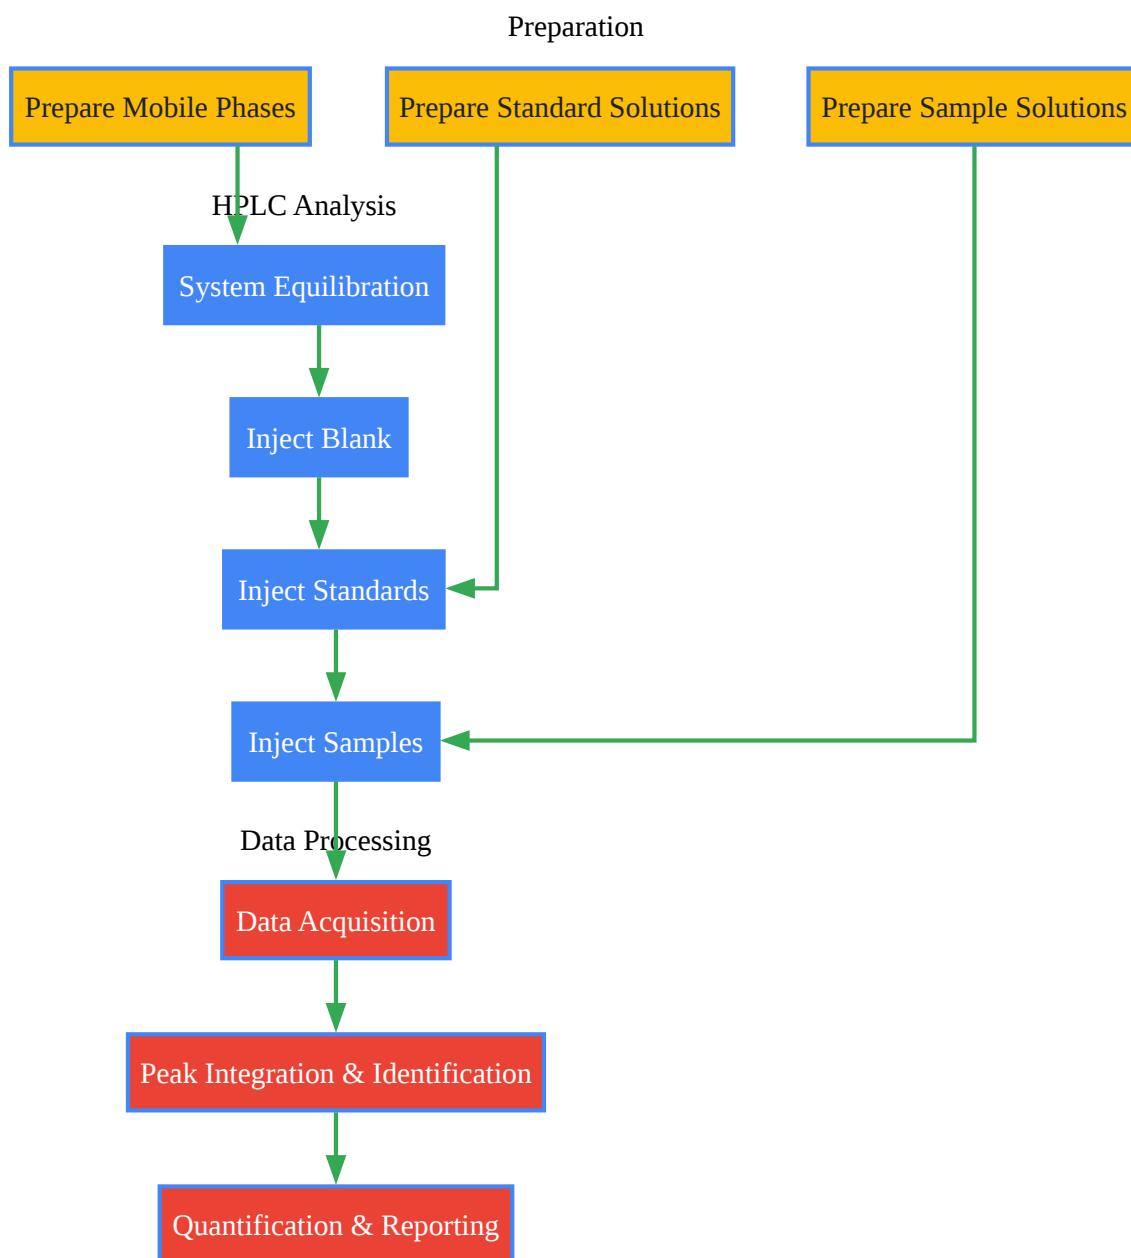 Preparation
Prepare Mobile Phases
Prepare Standard Solutions
Prepare Sample Solutions
HPLC Analysis
System Equilibration
Inject Blank
Inject Standards
Inject Samples
Data Processing
Data Acquisition
Peak Integration & Identification
Quantification & Reporting